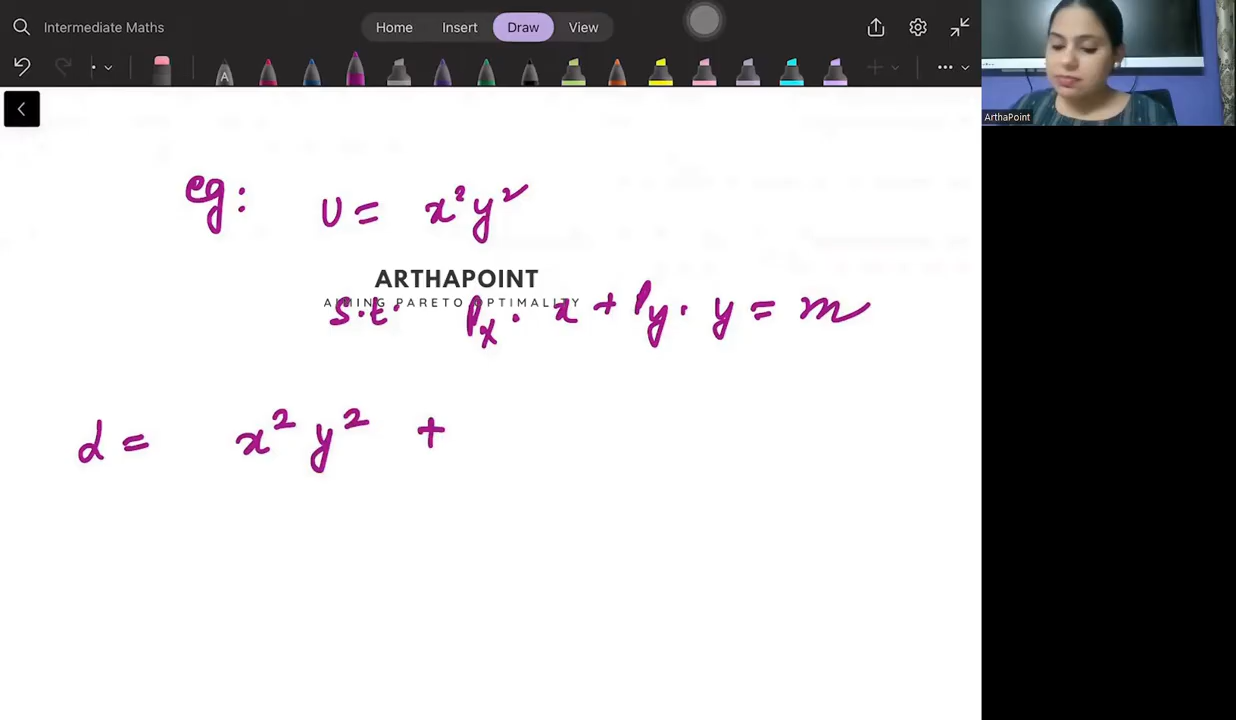 Intermediate Maths
Home Insert Draw View
A
ArthaPoint
eg: U = x²y²
ARTHAPOINT
AIMING PARETO OPTIMALITY
s.t. Px. x + Py. y = m
L = x² y² +